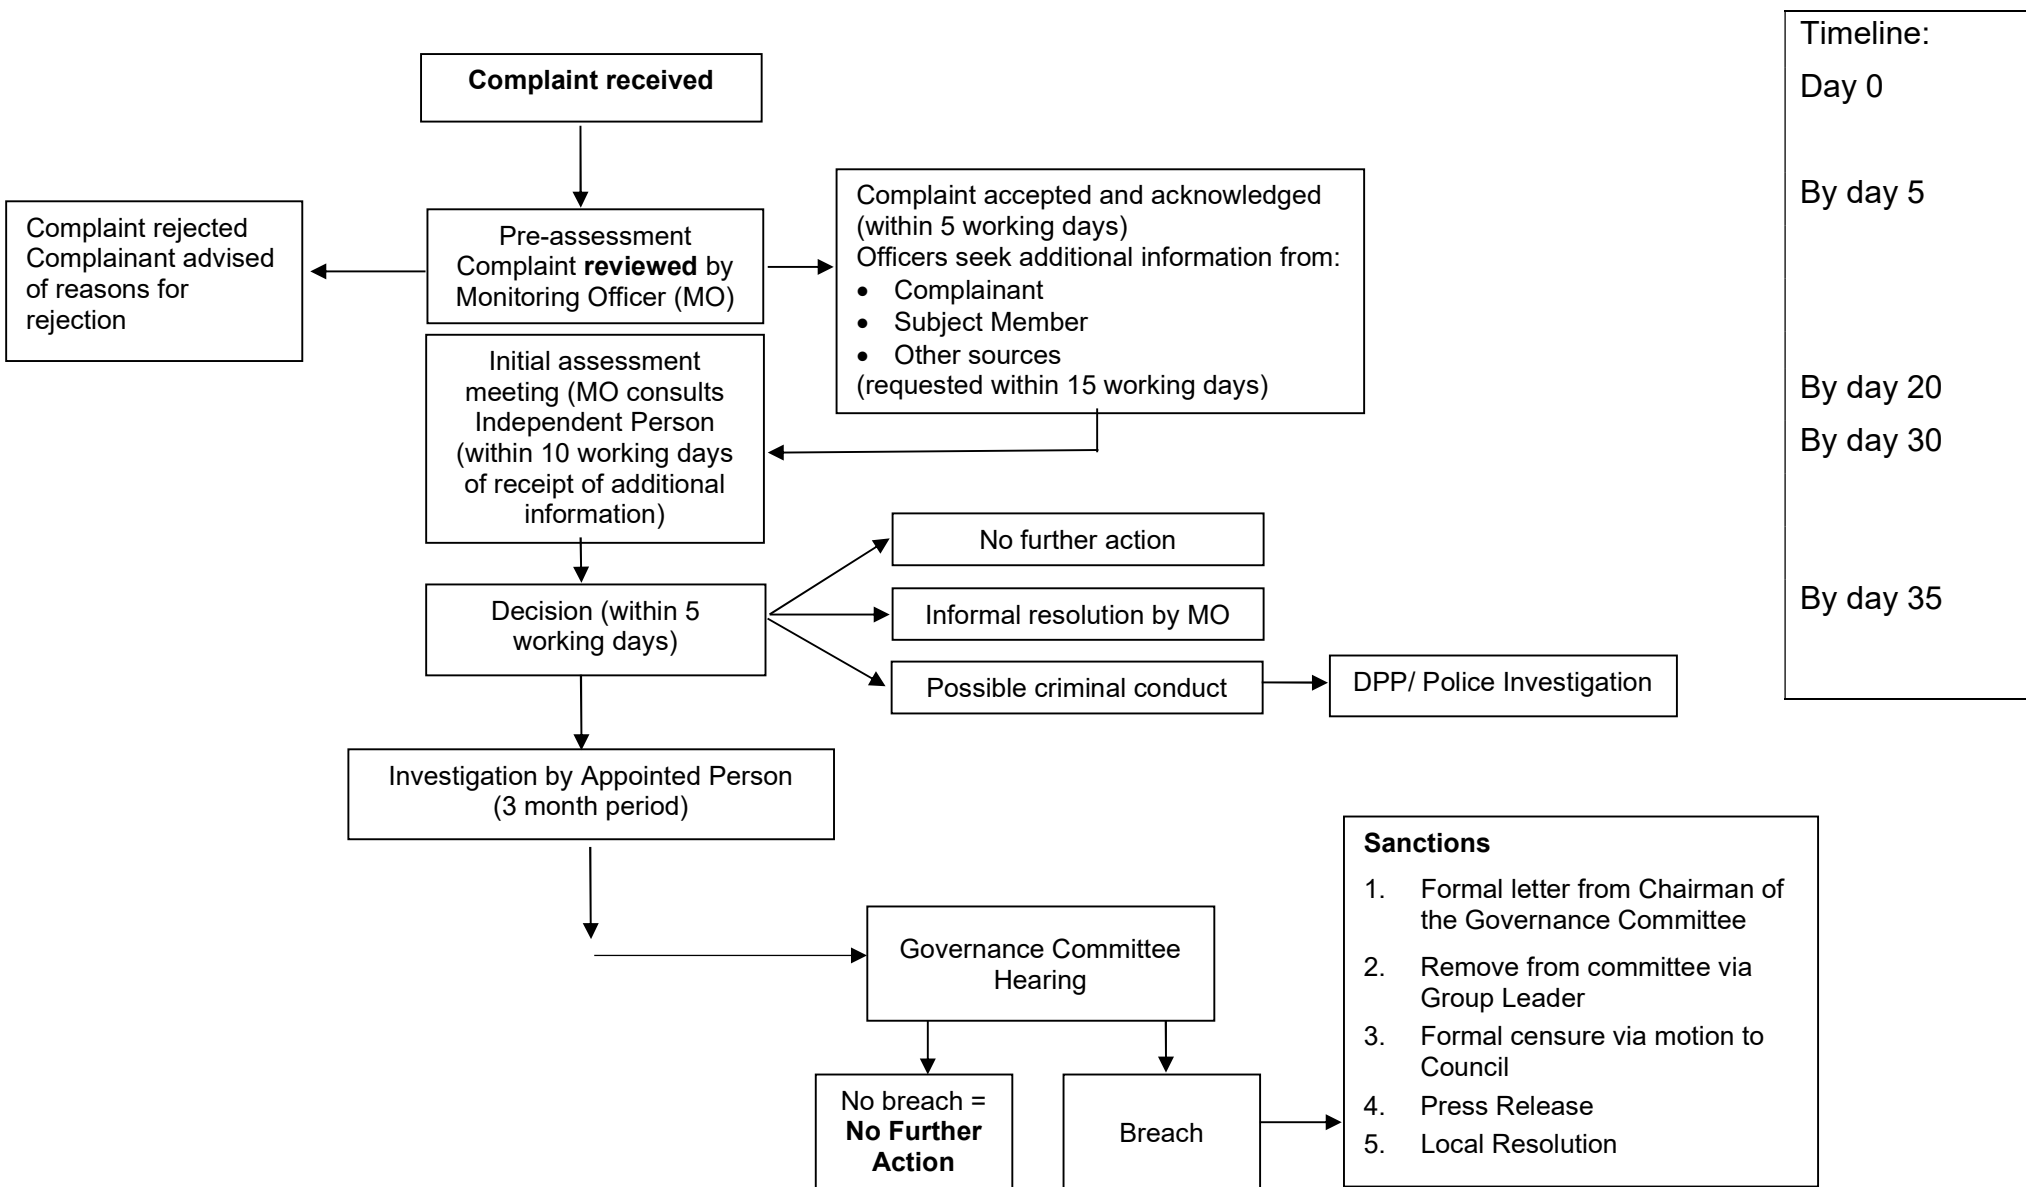 Complaint received
Complaint rejected
Complainant advised
of reasons for
rejection
Pre-assessment
Complaint reviewed by
Monitoring Officer (MO)
Complaint accepted and acknowledged
(within 5 working days)
Officers seek additional information from:
• Complainant
• Subject Member
• Other sources
(requested within 15 working days)
Initial assessment
meeting (MO consults
Independent Person
(within 10 working days
of receipt of additional
information)
Decision (within 5
working days)
No further action
Informal resolution by MO
Possible criminal conduct
DPP/ Police Investigation
Investigation by Appointed Person
(3 month period)
Governance Committee
Hearing
No breach =
No Further
Action
Breach
Sanctions
1. Formal letter from Chairman of
the Governance Committee
2. Remove from committee via
Group Leader
3. Formal censure via motion to
Council
4. Press Release
5. Local Resolution
Timeline:
Day 0
By day 5
By day 20
By day 30
By day 35